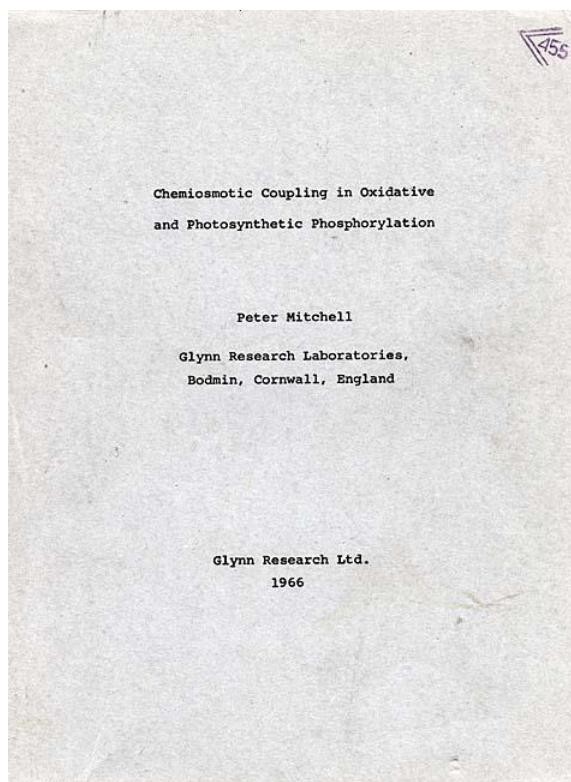 455
Chemiosmotic Coupling in Oxidative
and Photosynthetic Phosphorylation
Peter Mitchell
Glynn Research Laboratories,
Bodmin, Cornwall, England
Glynn Research Ltd.
1966